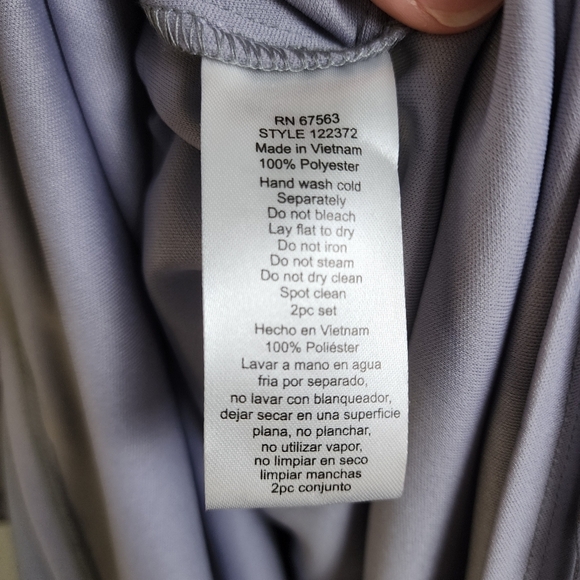 RN 67563
STYLE 122372
Made in Vietnam
100% Polyester
Hand wash cold
Separately
Do not bleach
Lay flat to dry
Do not iron
Do not steam
Do not dry clean
Spot clean
2pc set
Hecho en Vietnam
100% Poliéster
Lavar a mano en agua
fria por separado,
no lavar con blanqueador,
dejar secar en una superficie
plana, no planchar,
no utilizar vapor,
no limpiar en seco
limpiar manchas
2pc conjunto